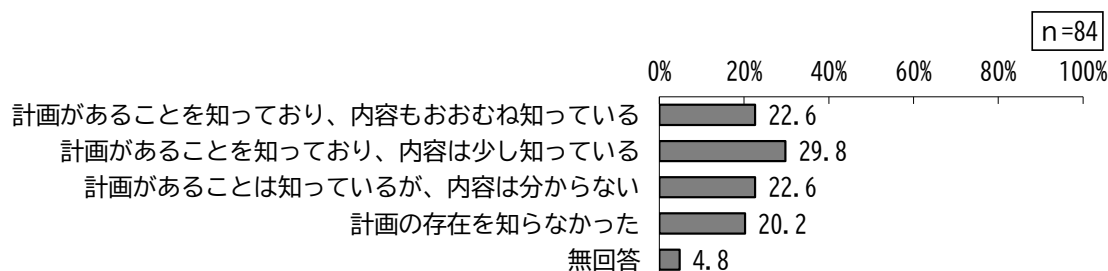 n=84
0% 20% 40% 60% 80% 100%
計画があることを知っており、内容もおおむね知っている 22.6
計画があることを知っており、内容は少し知っている 29.8
計画があることは知っているが、内容は分からない 22.6
計画の存在を知らなかった 20.2
無回答 4.8